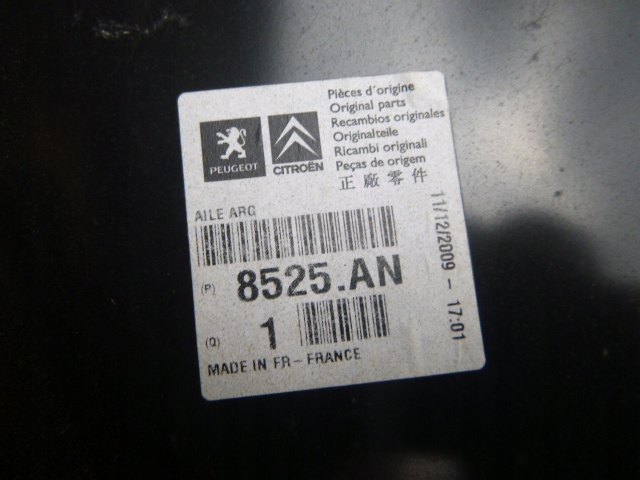 PEUGEOT
CITROËN
Pièces d'origine
Original parts
Recambios originales
Originalteile
Ricambi originali
Peças de origem
正廠零件
AILE ARG
(P) 8525.AN
(Q) 1
MADE IN FR - FRANCE
11/12/2009 - 17:01